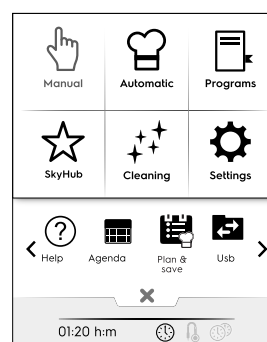 Manual Automatic Programs
SkyHub Cleaning Settings
Help Agenda Plan & save Usb
01:20 h:m